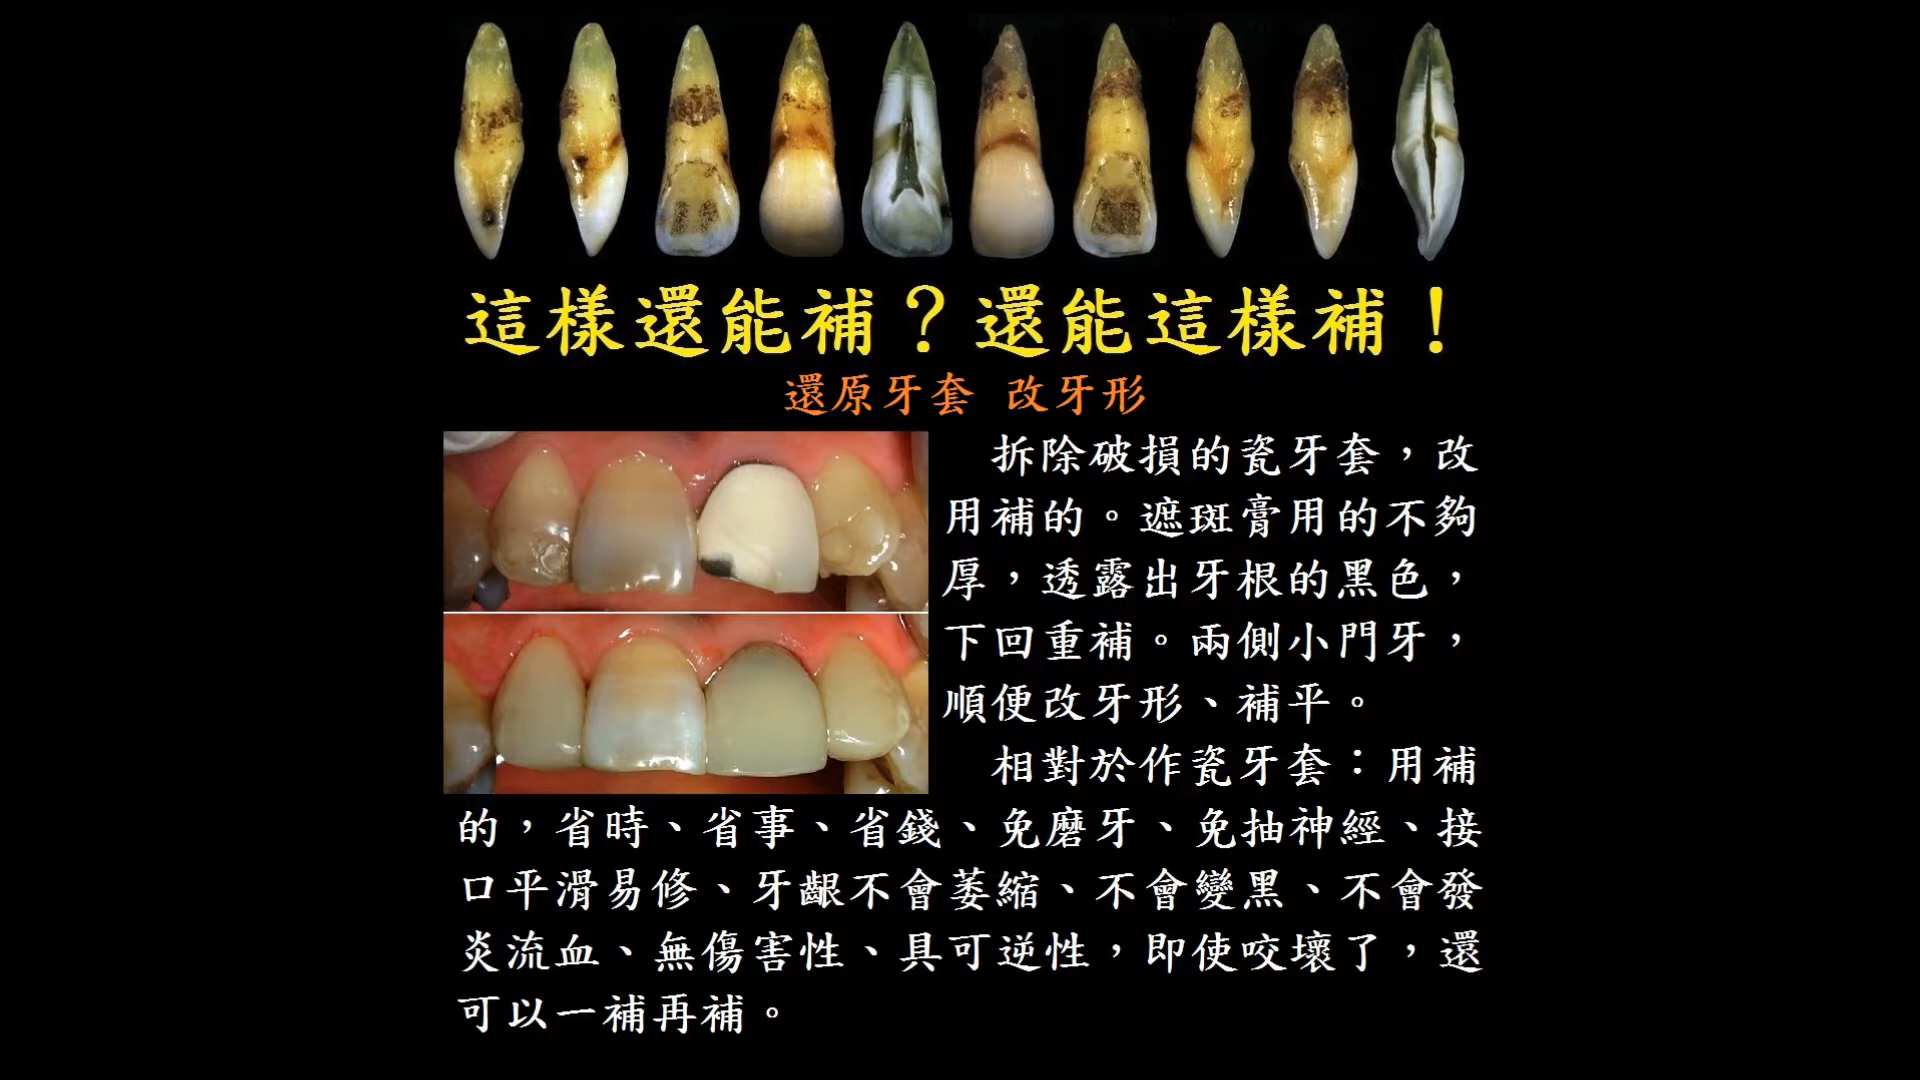 這樣還能補？還能這樣補！
還原牙套 改牙形
拆除破損的瓷牙套，改
用補的。遮斑膏用的不夠
厚，透露出牙根的黑色，
下回重補。兩側小門牙，
順便改牙形、補平。
相對於作瓷牙套：用補
的，省時、省事、省錢、免磨牙、免抽神經、接
口平滑易修、牙齦不會萎縮、不會變黑、不會發
炎流血、無傷害性、具可逆性，即使咬壞了，還
可以一補再補。